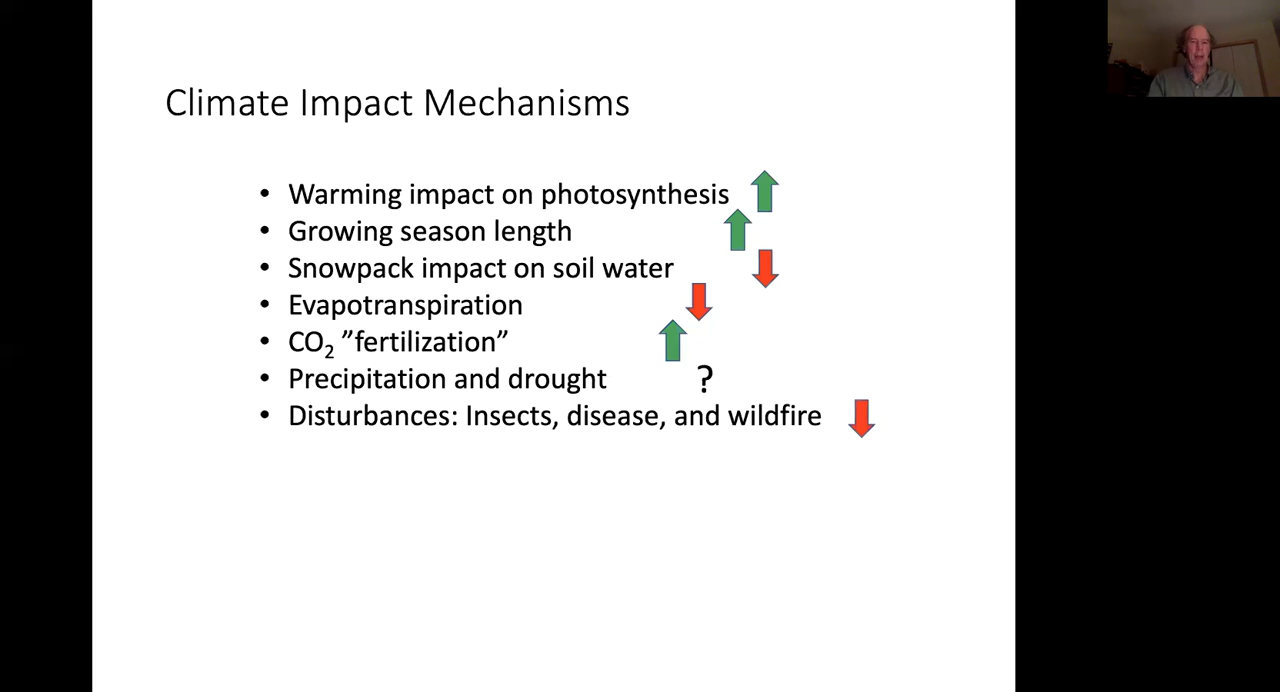 Climate Impact Mechanisms
• Warming impact on photosynthesis
• Growing season length
• Snowpack impact on soil water
• Evapotranspiration
• CO₂ ”fertilization”
• Precipitation and drought ?
• Disturbances: Insects, disease, and wildfire